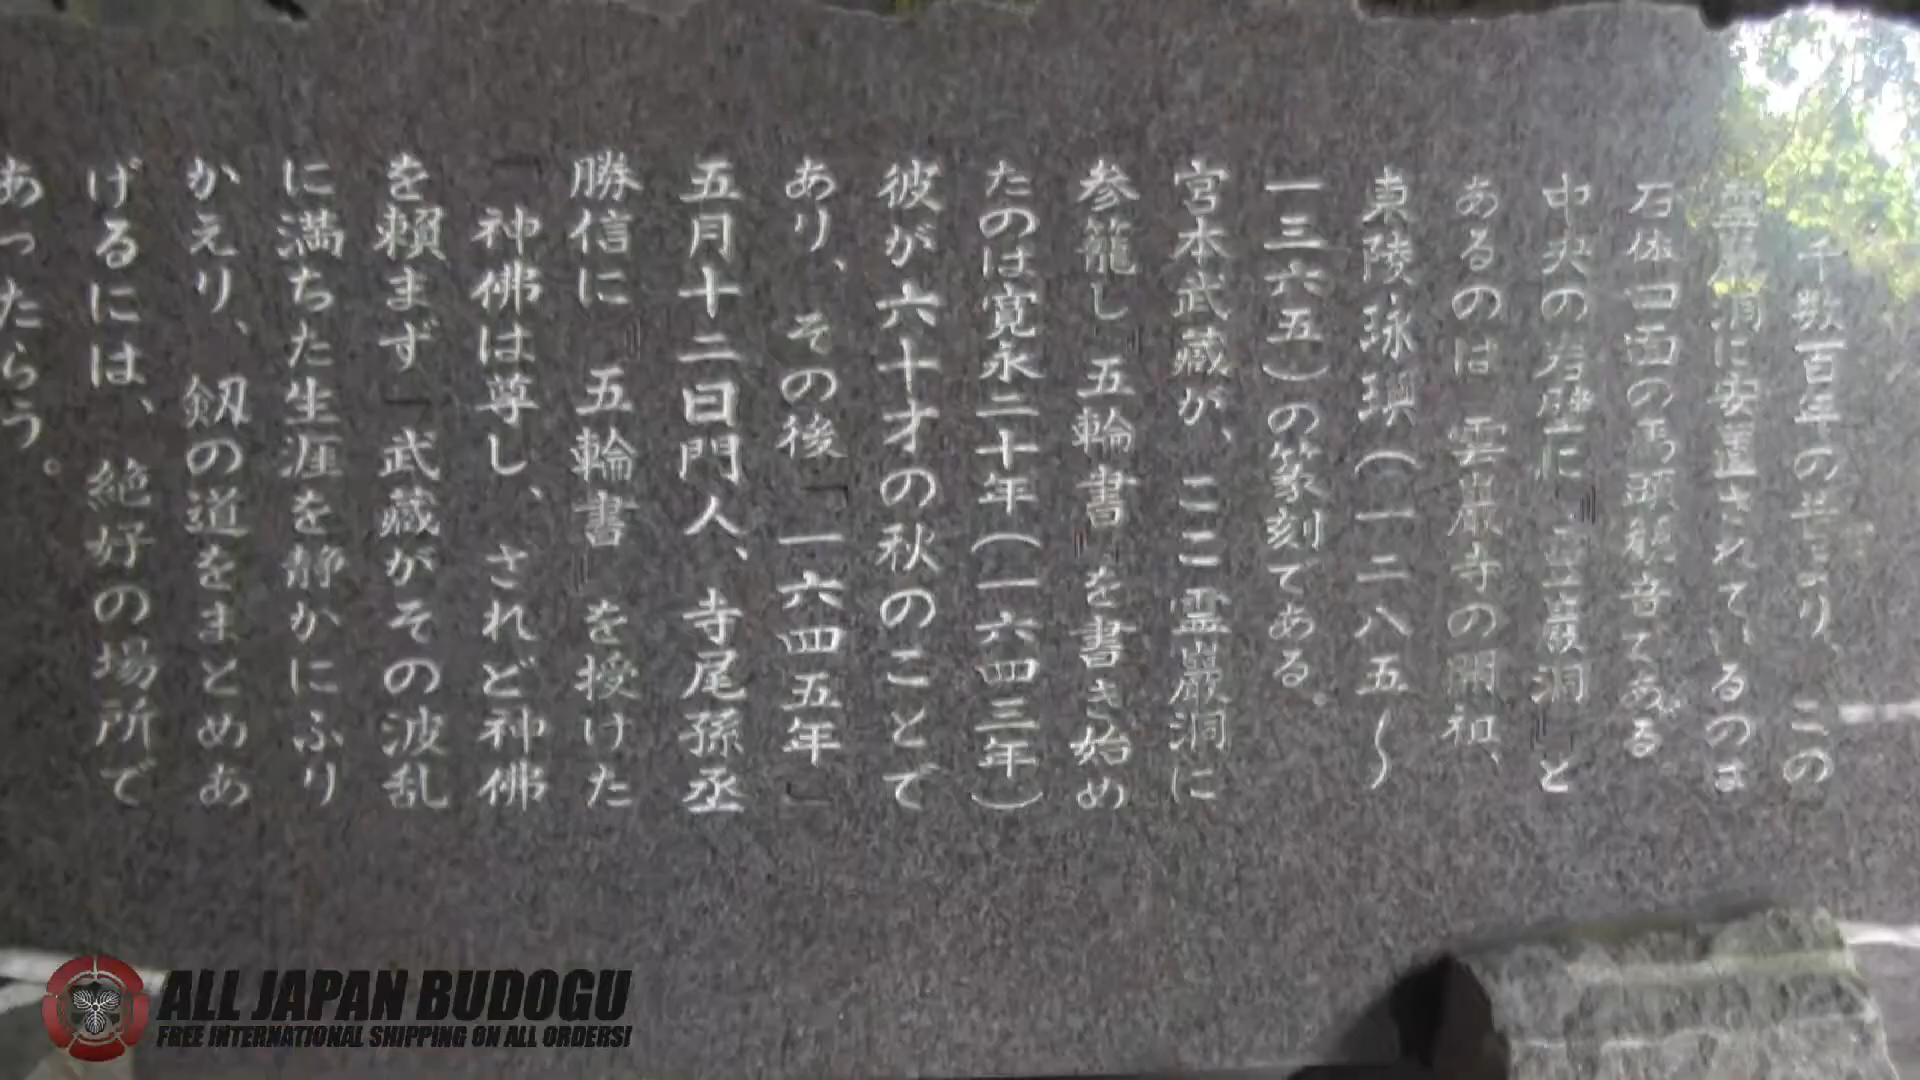 千数百年の昔より、この
霊巌洞に安置されているのは
石体四面の馬頭観音である
中央の岩壁に「霊巌洞」と
あるのは雲巌寺の開祖、
東陵永璵(一二八五〜
一三六五)の篆刻である。
宮本武蔵が、ここ霊巌洞に
参籠し「五輪書」を書き始め
たのは寛永二十年(一六四三年)
彼が六十才の秋のことで
あり、その後「一六四五年」
五月十二日門人、寺尾孫丞
勝信に「五輪書」を授けた
「神佛は尊し、されど神佛
を頼まず「武蔵がその波乱
に満ちた生涯を静かにふり
かえり、剱の道をまとめあ
げるには、絶好の場所で
あったらう。
ALL JAPAN BUDOGU
FREE INTERNATIONAL SHIPPING ON ALL ORDERS!